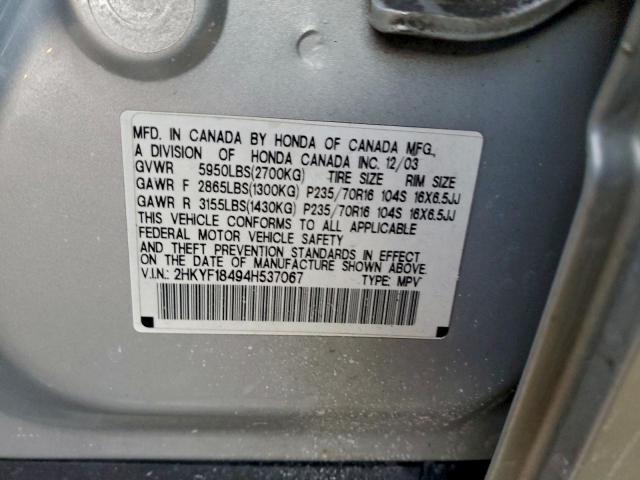 MFD. IN CANADA BY HONDA OF CANADA MFG.,
A DIVISION OF HONDA CANADA INC. 12/03
GVWR 5950LBS(2700KG) TIRE SIZE RIM SIZE
GAWR F 2865LBS(1300KG) P235/70R16 104S 16X6.5JJ
GAWR R 3155LBS(1430KG) P235/70R16 104S 16X6.5JJ
THIS VEHICLE CONFORMS TO ALL APPLICABLE
FEDERAL MOTOR VEHICLE SAFETY
AND THEFT PREVENTION STANDARDS IN EFFECT
ON THE DATE OF MANUFACTURE SHOWN ABOVE.
V.I.N.: 2HKYF18494H537067 TYPE: MPV